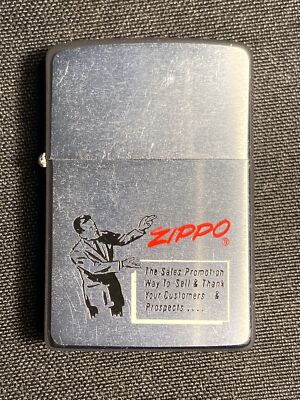 ZIPPO®
The Sales Promotion
Way To Sell & Thank
Your Customers &
Prospects ....